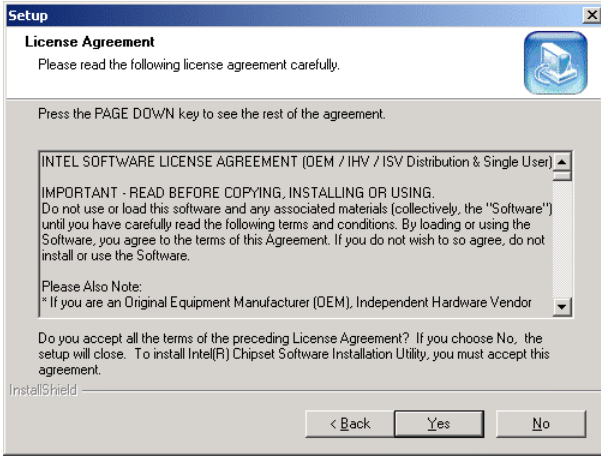 Setup
License Agreement
Please read the following license agreement carefully.
Press the PAGE DOWN key to see the rest of the agreement.
INTEL SOFTWARE LICENSE AGREEMENT (OEM / IHV / ISV Distribution & Single User)
IMPORTANT - READ BEFORE COPYING, INSTALLING OR USING.
Do not use or load this software and any associated materials (collectively, the "Software")
until you have carefully read the following terms and conditions. By loading or using the
Software, you agree to the terms of this Agreement. If you do not wish to so agree, do not
install or use the Software.
Please Also Note:
* If you are an Original Equipment Manufacturer (OEM), Independent Hardware Vendor
Do you accept all the terms of the preceding License Agreement? If you choose No, the
setup will close. To install Intel(R) Chipset Software Installation Utility, you must accept this
agreement.
InstallShield
< Back Yes No